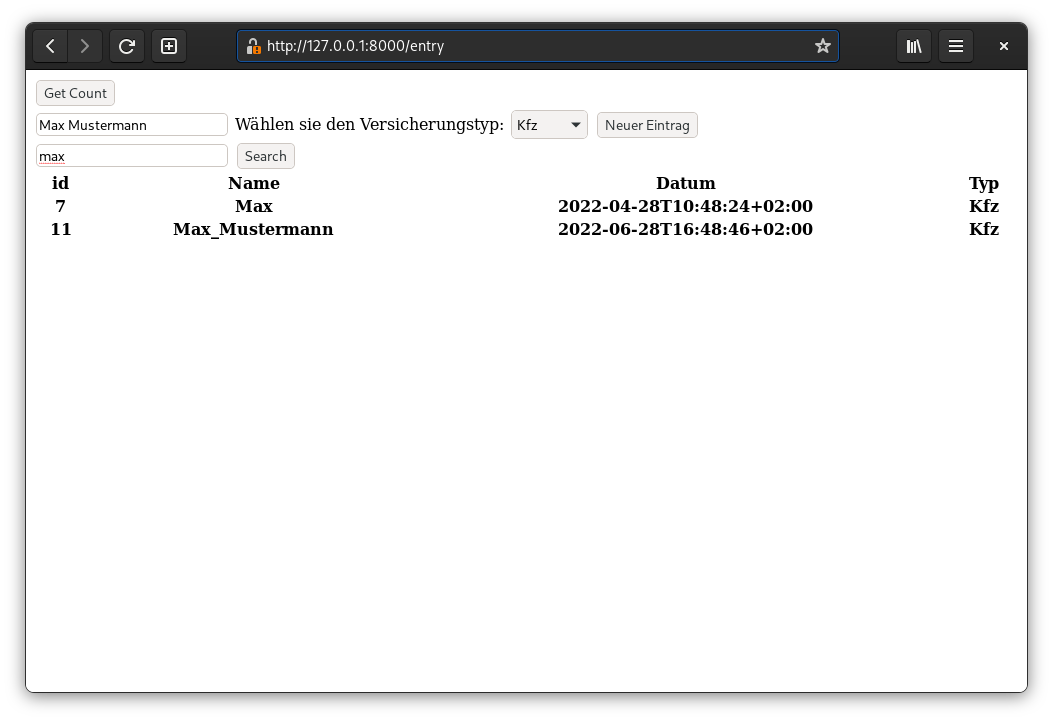 http://127.0.0.1:8000/entry
Get Count
Max Mustermann Wählen sie den Versicherungstyp: Kfz Neuer Eintrag
max Search
id Name Datum Typ
7 Max 2022-04-28T10:48:24+02:00 Kfz
11 Max_Mustermann 2022-06-28T16:48:46+02:00 Kfz